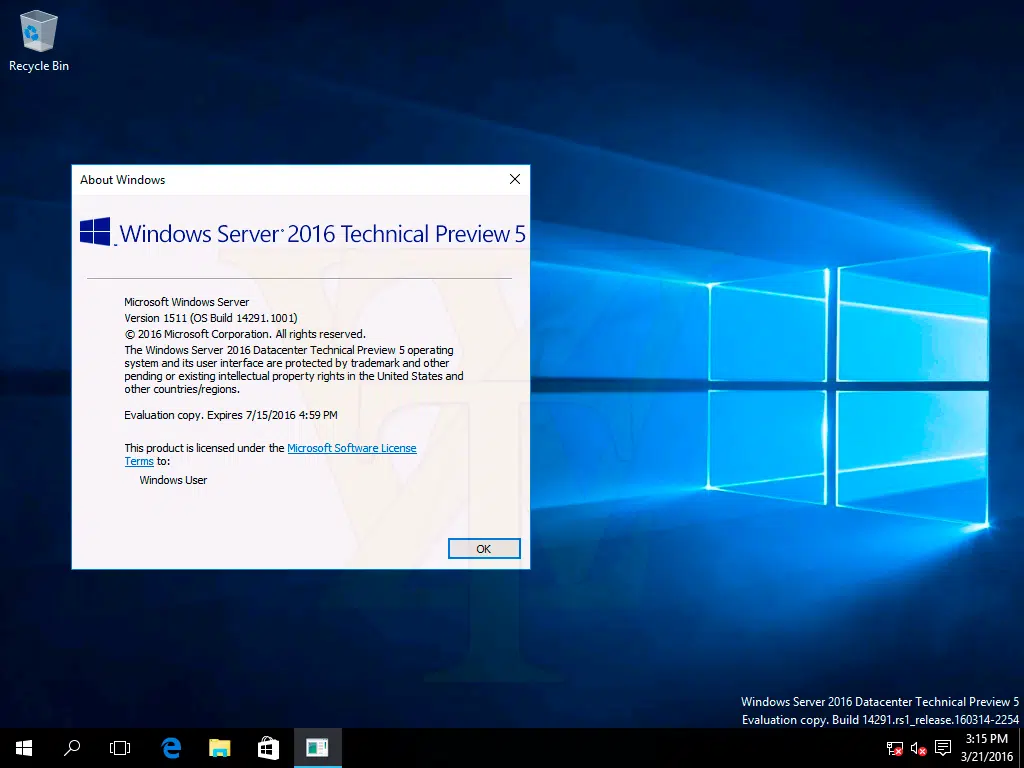 Recycle Bin
About Windows
Windows Server® 2016 Technical Preview 5
Microsoft Windows Server
Version 1511 (OS Build 14291.1001)
© 2016 Microsoft Corporation. All rights reserved.
The Windows Server 2016 Datacenter Technical Preview 5 operating
system and its user interface are protected by trademark and other
pending or existing intellectual property rights in the United States and
other countries/regions.
Evaluation copy. Expires 7/15/2016 4:59 PM
This product is licensed under the Microsoft Software License
Terms to:
Windows User
OK
Windows Server 2016 Datacenter Technical Preview 5
Evaluation copy. Build 14291.rs1_release.160314-2254
3:15 PM
3/21/2016